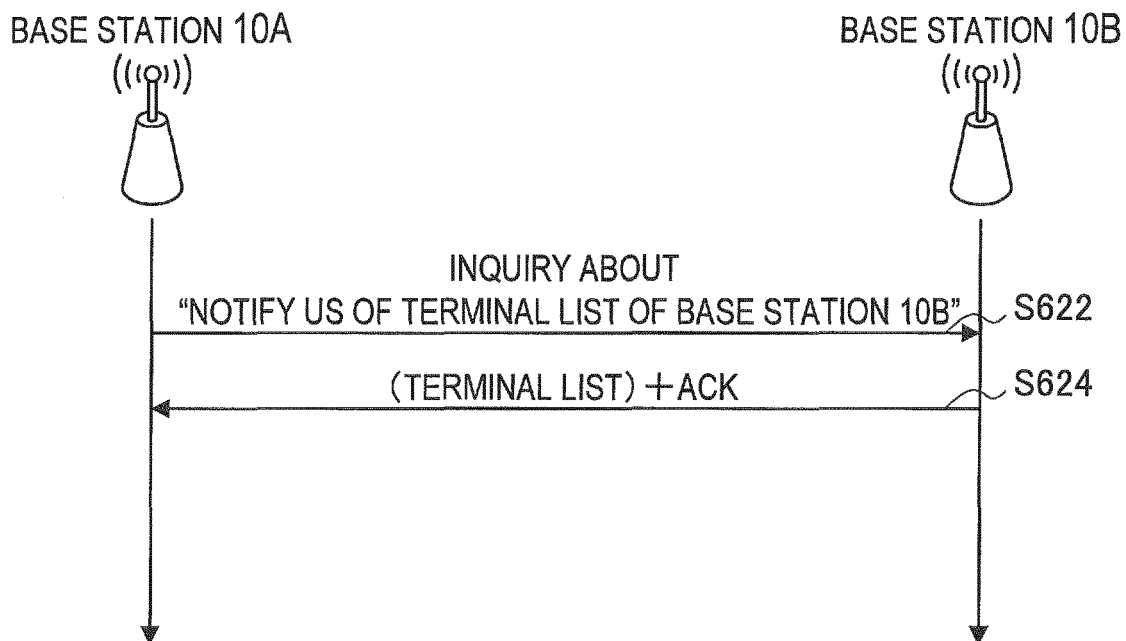 BASE STATION 10A
BASE STATION 10B
INQUIRY ABOUT
“NOTIFY US OF TERMINAL LIST OF BASE STATION 10B”
S622
(TERMINAL LIST)+ACK
S624